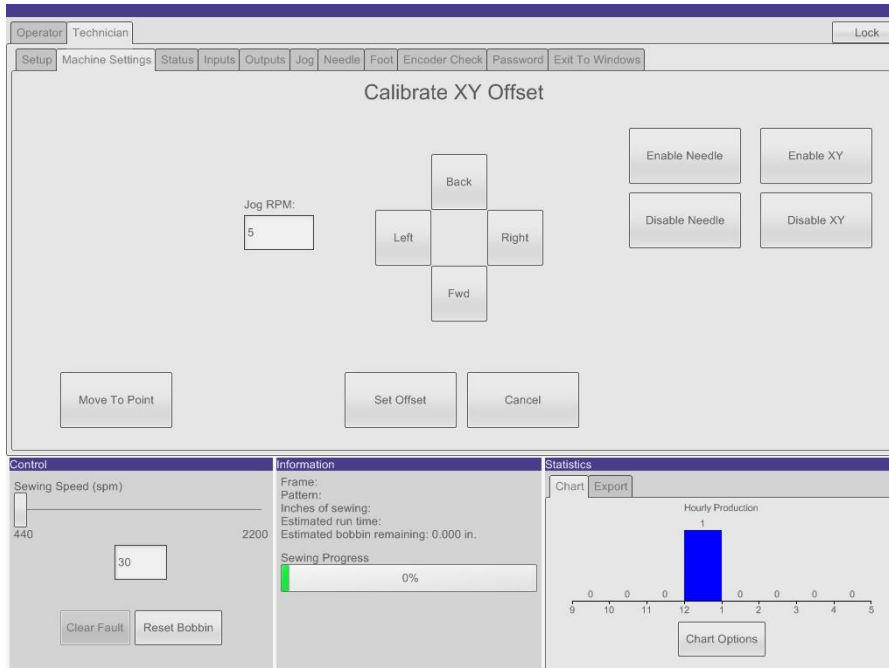 Operator Technician Lock
Setup Machine Settings Status Inputs Outputs Jog Needle Foot Encoder Check Password Exit To Windows
Calibrate XY Offset
Enable Needle Enable XY
Back
Jog RPM:
5
Left Right
Disable Needle Disable XY
Fwd
Move To Point Set Offset Cancel
Control
Sewing Speed (spm)
440 2200
30
Clear Fault Reset Bobbin
Information
Frame:
Pattern:
Inches of sewing:
Estimated run time:
Estimated bobbin remaining: 0.000 in.
Sewing Progress
0%
Statistics
Chart Export
Hourly Production
1
0 0 0 0 0 0 0
9 10 11 12 1 2 3 4 5
Chart Options